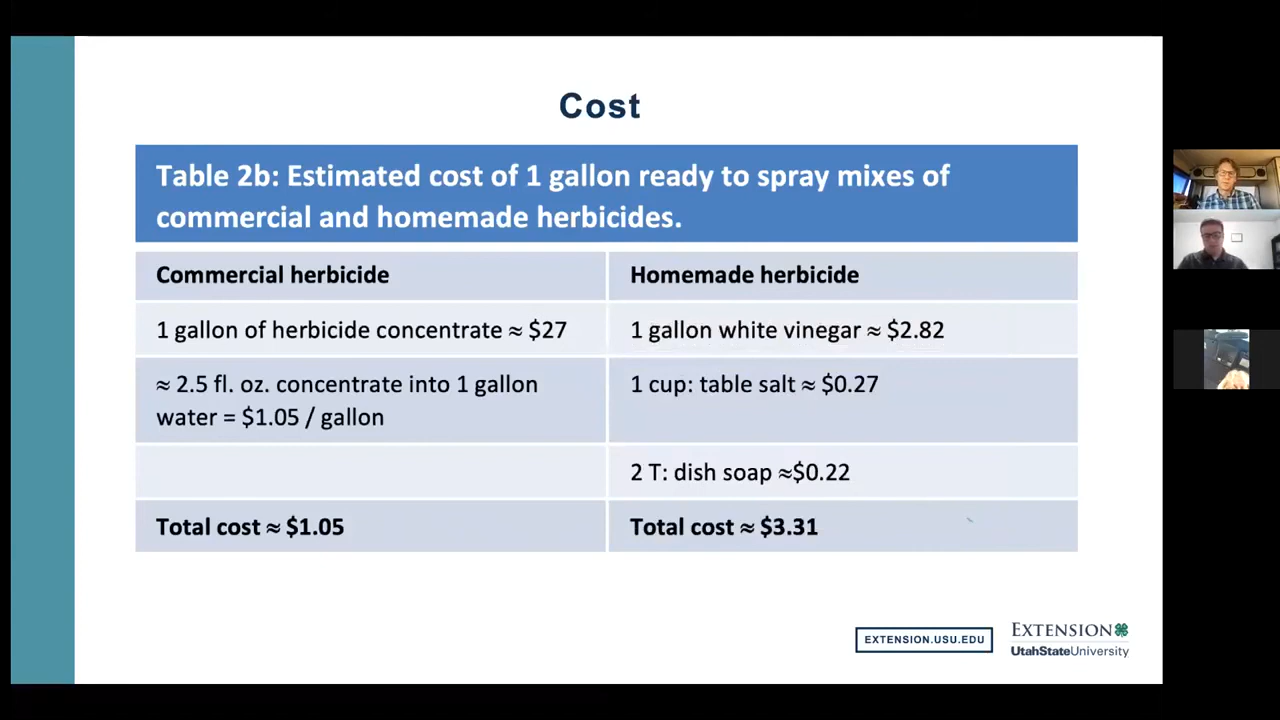 Cost
Table 2b: Estimated cost of 1 gallon ready to spray mixes of
commercial and homemade herbicides.
Commercial herbicide
Homemade herbicide
1 gallon of herbicide concentrate ≈ $27
1 gallon white vinegar ≈ $2.82
≈ 2.5 fl. oz. concentrate into 1 gallon
water = $1.05 / gallon
1 cup: table salt ≈ $0.27
2 T: dish soap ≈$0.22
Total cost ≈ $1.05
Total cost ≈ $3.31
EXTENSION.USU.EDU
EXTENSION
UtahStateUniversity